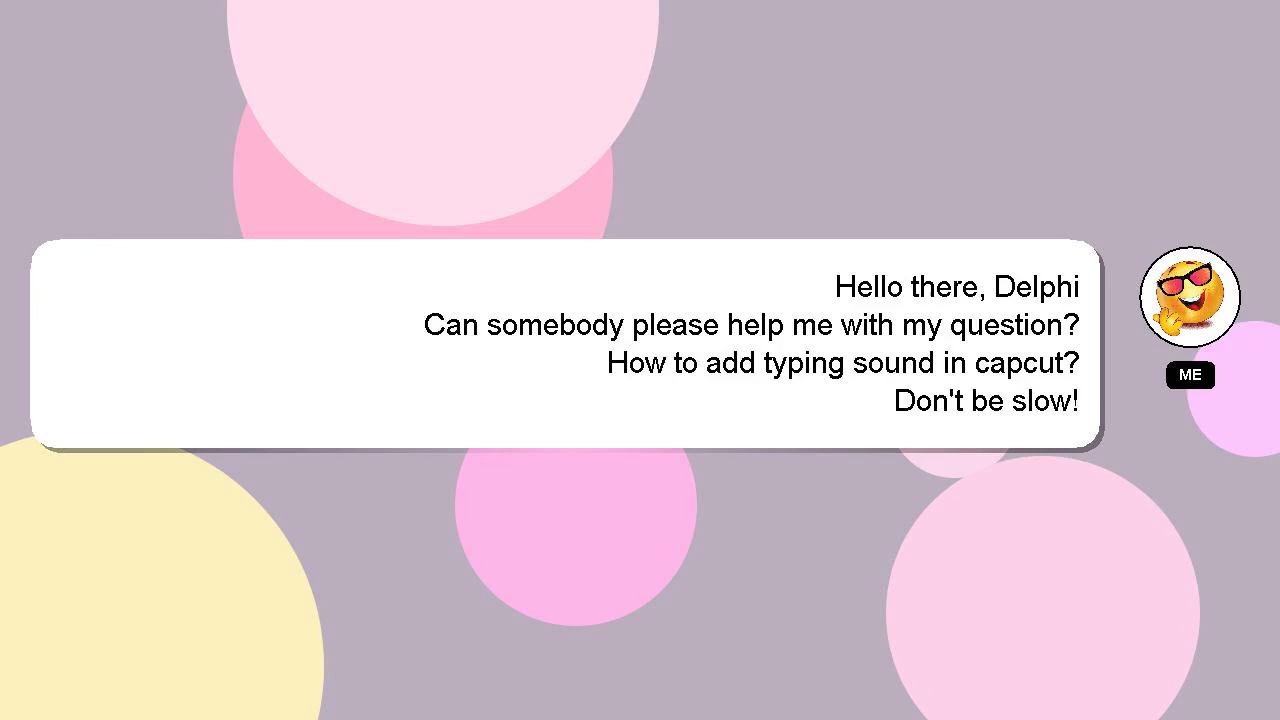 Hello there, Delphi
Can somebody please help me with my question?
How to add typing sound in capcut?
Don't be slow!
ME